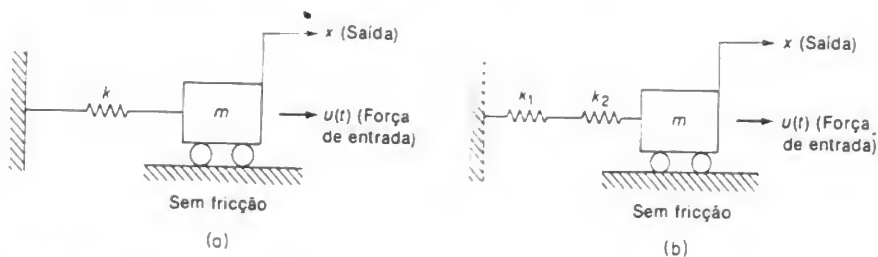 x (Saída)
k
m
u(t) (Força
de entrada)
Sem fricção
(a)
x (Saída)
k1
k2
m
u(t) (Força
de entrada)
Sem fricção
(b)